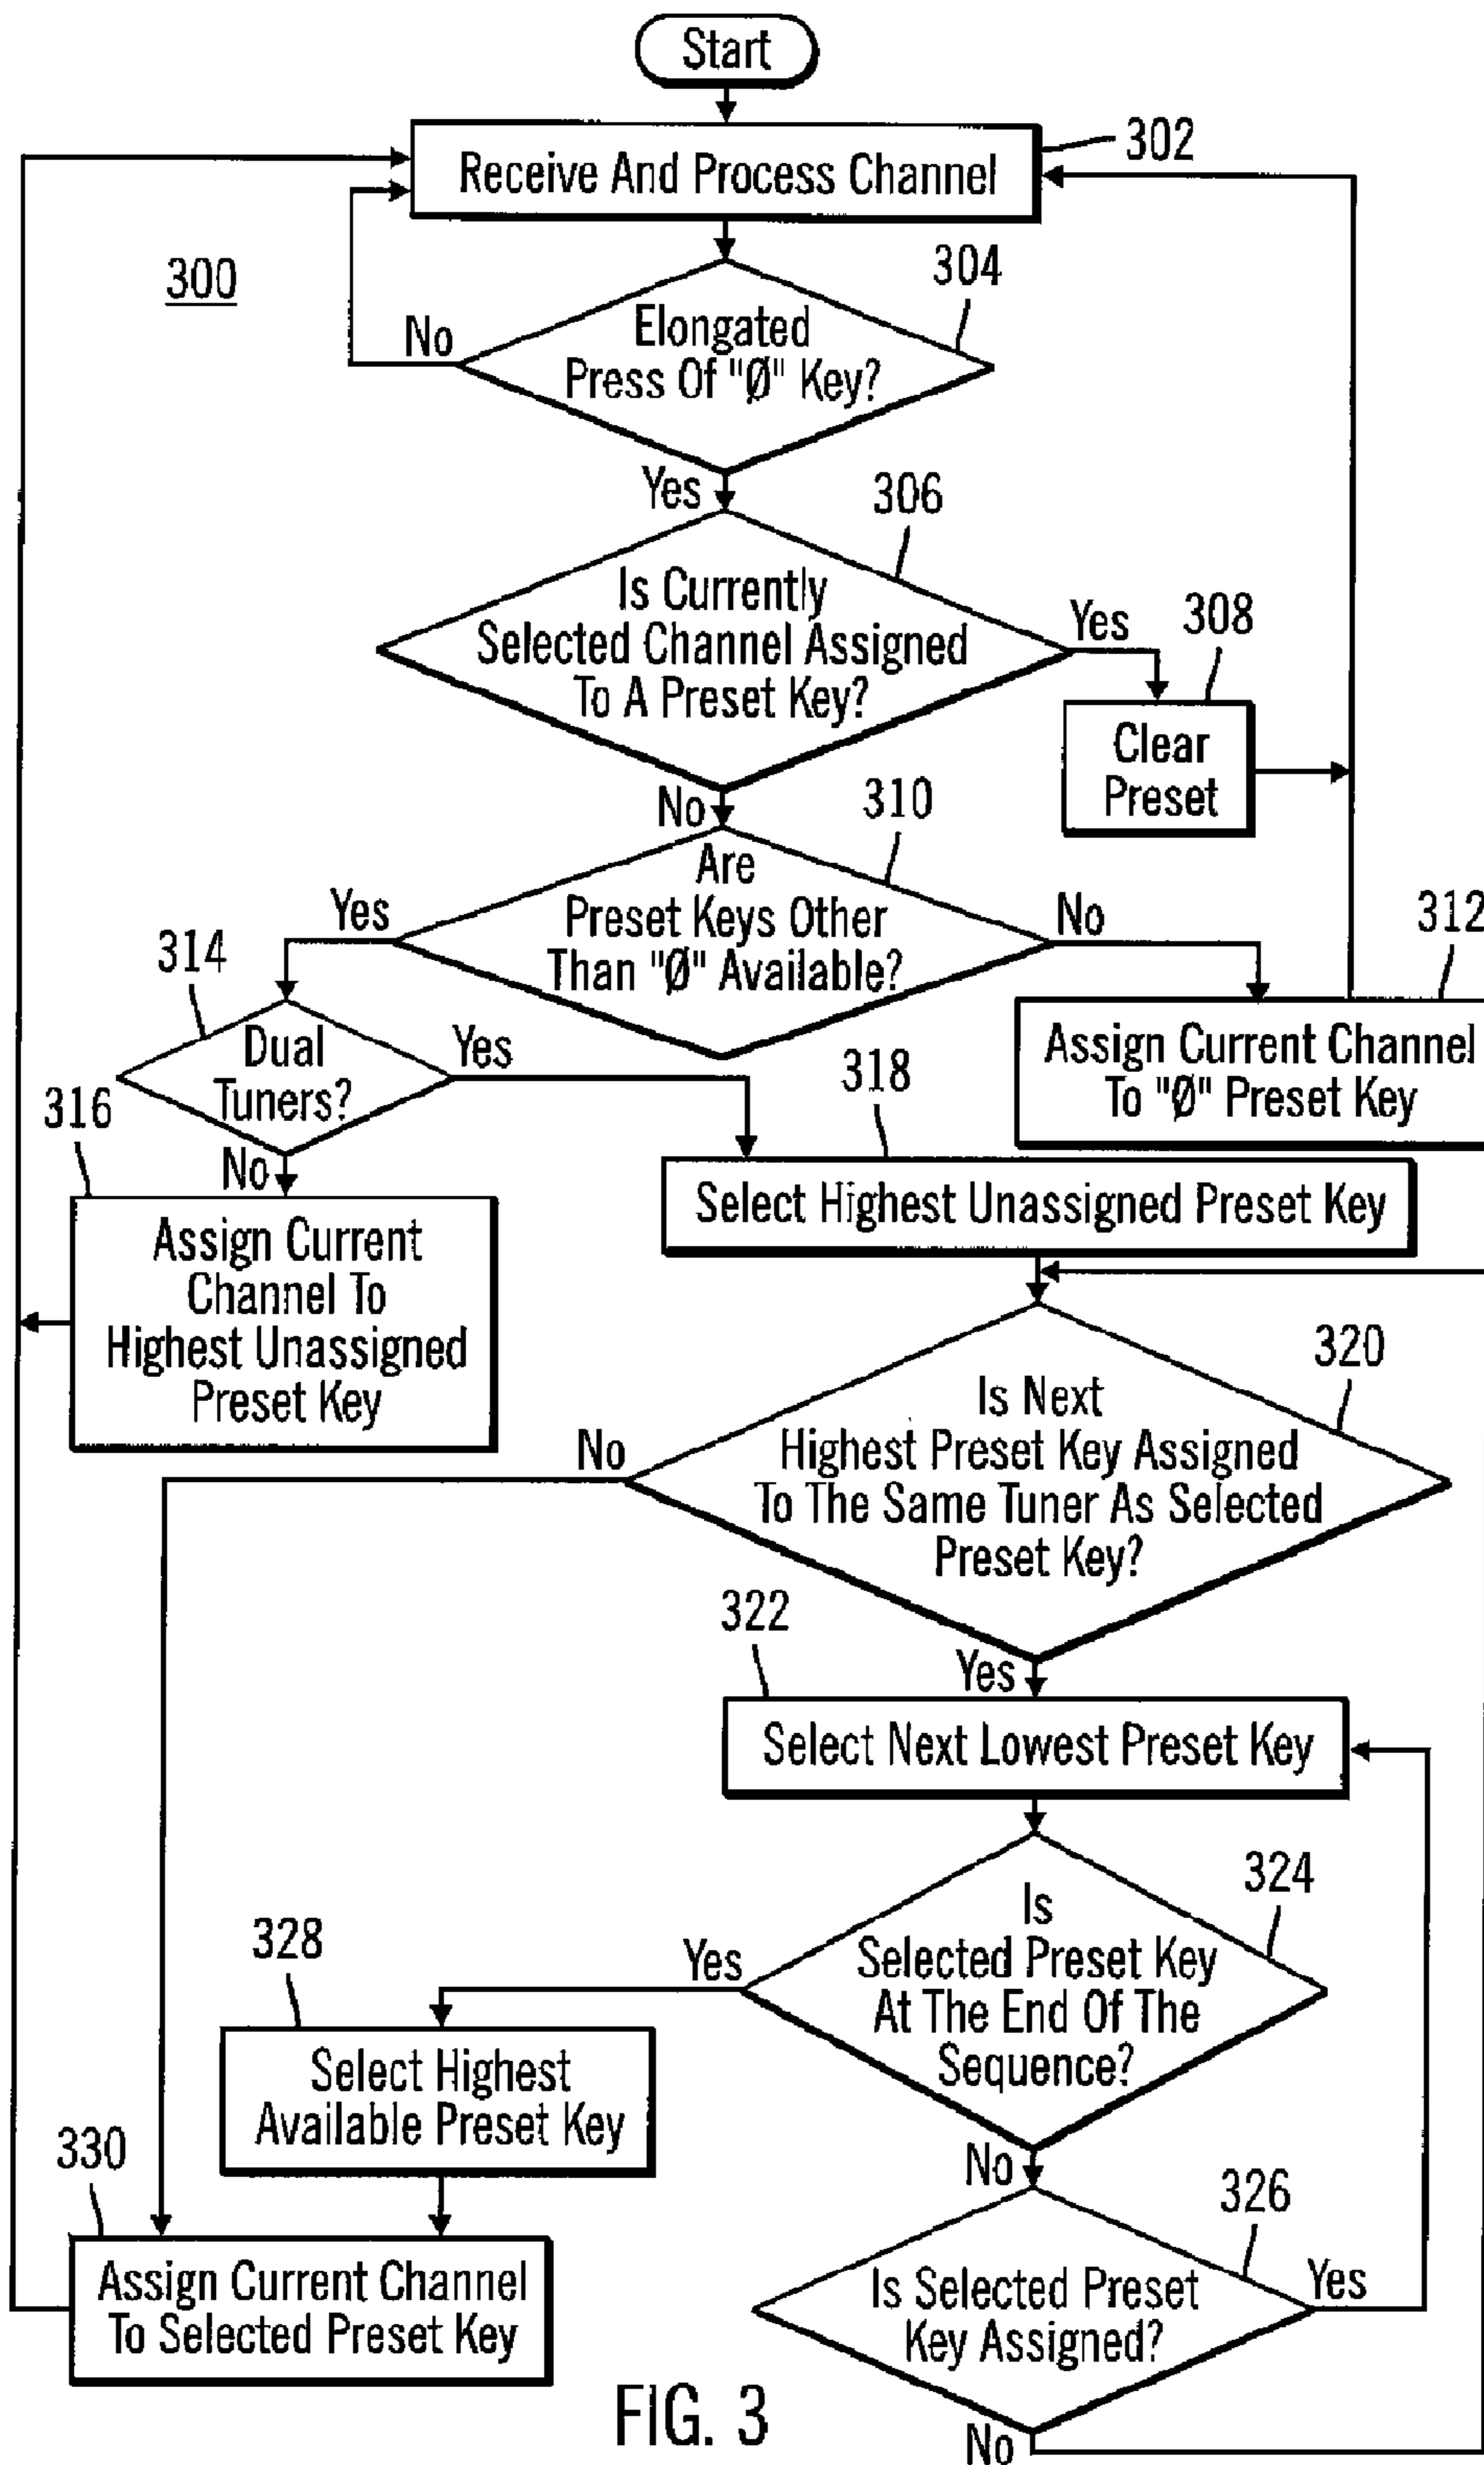 Start
Receive And Process Channel
302
300
304
Elongated
Press Of "Ø" Key?
No
Yes
306
Is Currently
Selected Channel Assigned
To A Preset Key?
Yes
308
Clear
Preset
No
310
Are
Preset Keys Other
Than "Ø" Available?
Yes
No
312
Assign Current Channel
To "Ø" Preset Key
314
Dual
Tuners?
Yes
No
316
Assign Current
Channel To
Highest Unassigned
Preset Key
318
Select Highest Unassigned Preset Key
320
Is Next
Highest Preset Key Assigned
To The Same Tuner As Selected
Preset Key?
No
Yes
322
Select Next Lowest Preset Key
324
Is
Selected Preset Key
At The End Of The
Sequence?
Yes
No
328
Select Highest
Available Preset Key
330
Assign Current Channel
To Selected Preset Key
326
Is Selected Preset
Key Assigned?
Yes
No
FIG. 3